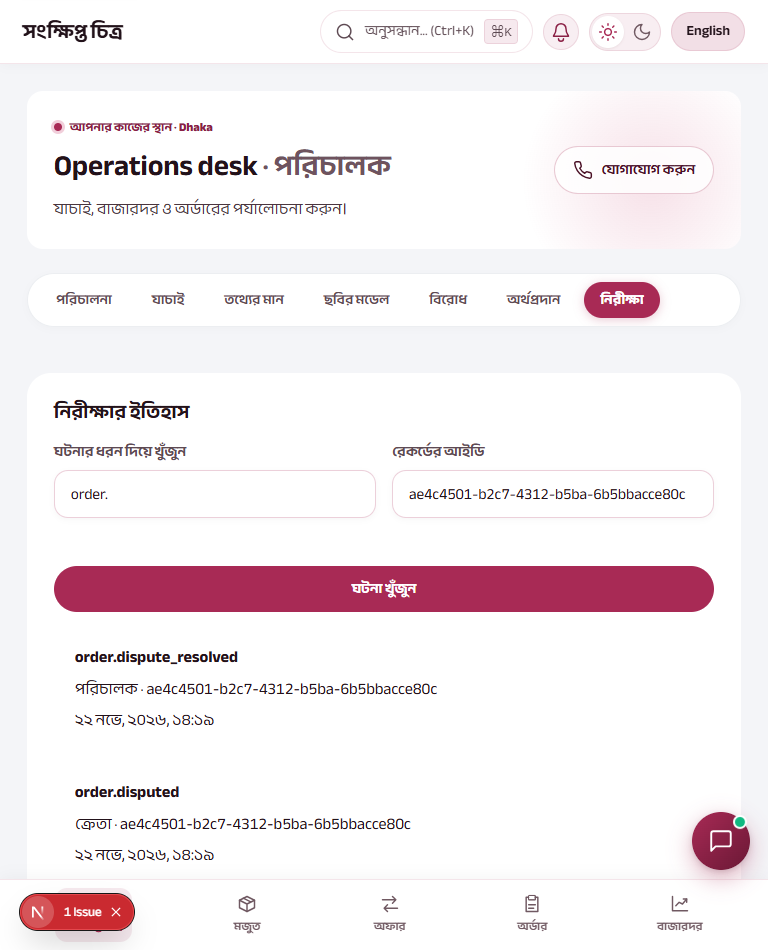 সংক্ষিপ্ত চিত্র
অনুসন্ধান... (Ctrl+K)
⌘K
English
আপনার কাজের স্থান · Dhaka
Operations desk · পরিচালক
যাচাই, বাজারদর ও অর্ডারের পর্যালোচনা করুন।
যোগাযোগ করুন
পরিচালনা
যাচাই
তথ্যের মান
ছবির মডেল
বিরোধ
অর্থপ্রদান
নিরীক্ষা
নিরীক্ষার ইতিহাস
ঘটনার ধরন দিয়ে খুঁজুন
রেকর্ডের আইডি
order.
ae4c4501-b2c7-4312-b5ba-6b5bbacce80c
ঘটনা খুঁজুন
order.dispute_resolved
পরিচালক · ae4c4501-b2c7-4312-b5ba-6b5bbacce80c
২২ নভে, ২০২৬, ১৪:১৯
order.disputed
ক্রেতা · ae4c4501-b2c7-4312-b5ba-6b5bbacce80c
২২ নভে, ২০২৬, ১৪:১৯
N
1 Issue
মজুত
অফার
অর্ডার
বাজারদর